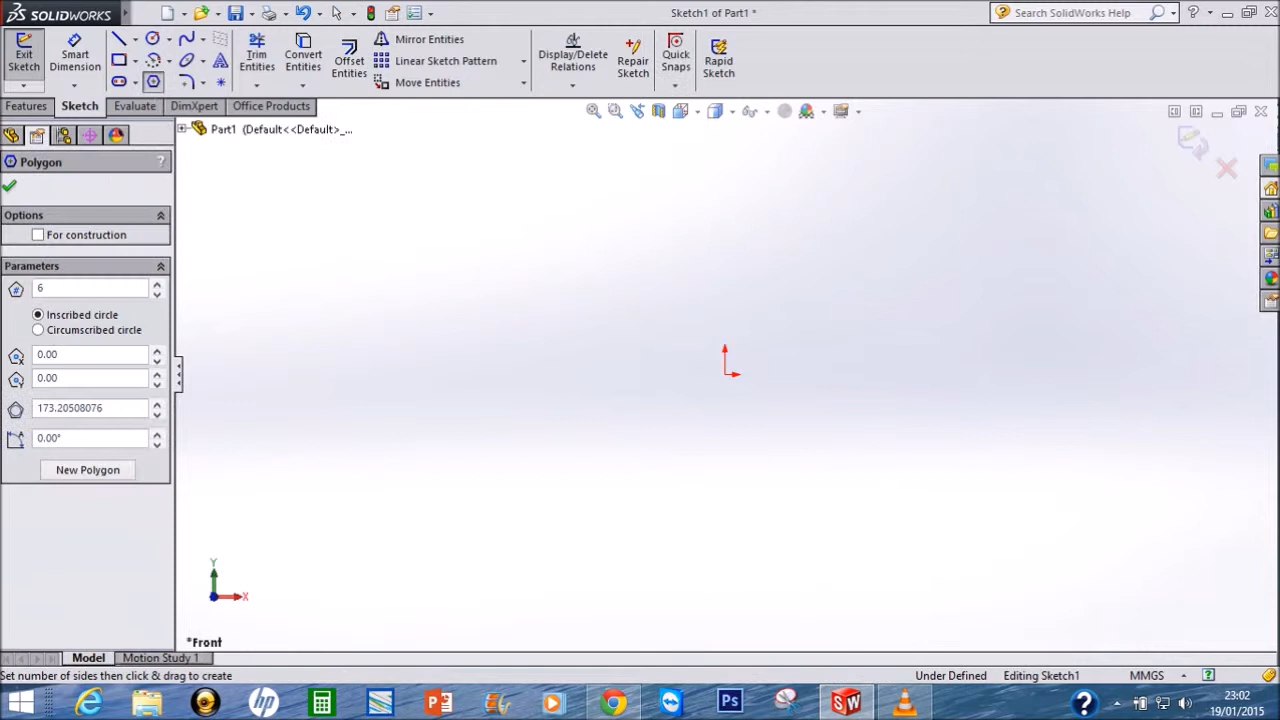 SOLIDWORKS
Sketch1 of Part1 *
Search SolidWorks Help
Exit Sketch
Smart Dimension
Trim Entities
Convert Entities
Offset Entities
Mirror Entities
Linear Sketch Pattern
Move Entities
Display/Delete Relations
Repair Sketch
Quick Snaps
Rapid Sketch
Features
Sketch
Evaluate
DimXpert
Office Products
Part1 (Default<<Default>_...
Polygon
?
Options
For construction
Parameters
6
Inscribed circle
Circumscribed circle
0.00
0.00
173.20508076
0.00°
New Polygon
Y
X
*Front
Model
Motion Study 1
Set number of sides then click & drag to create
Under Defined
Editing Sketch1
MMGS
23:02
19/01/2015